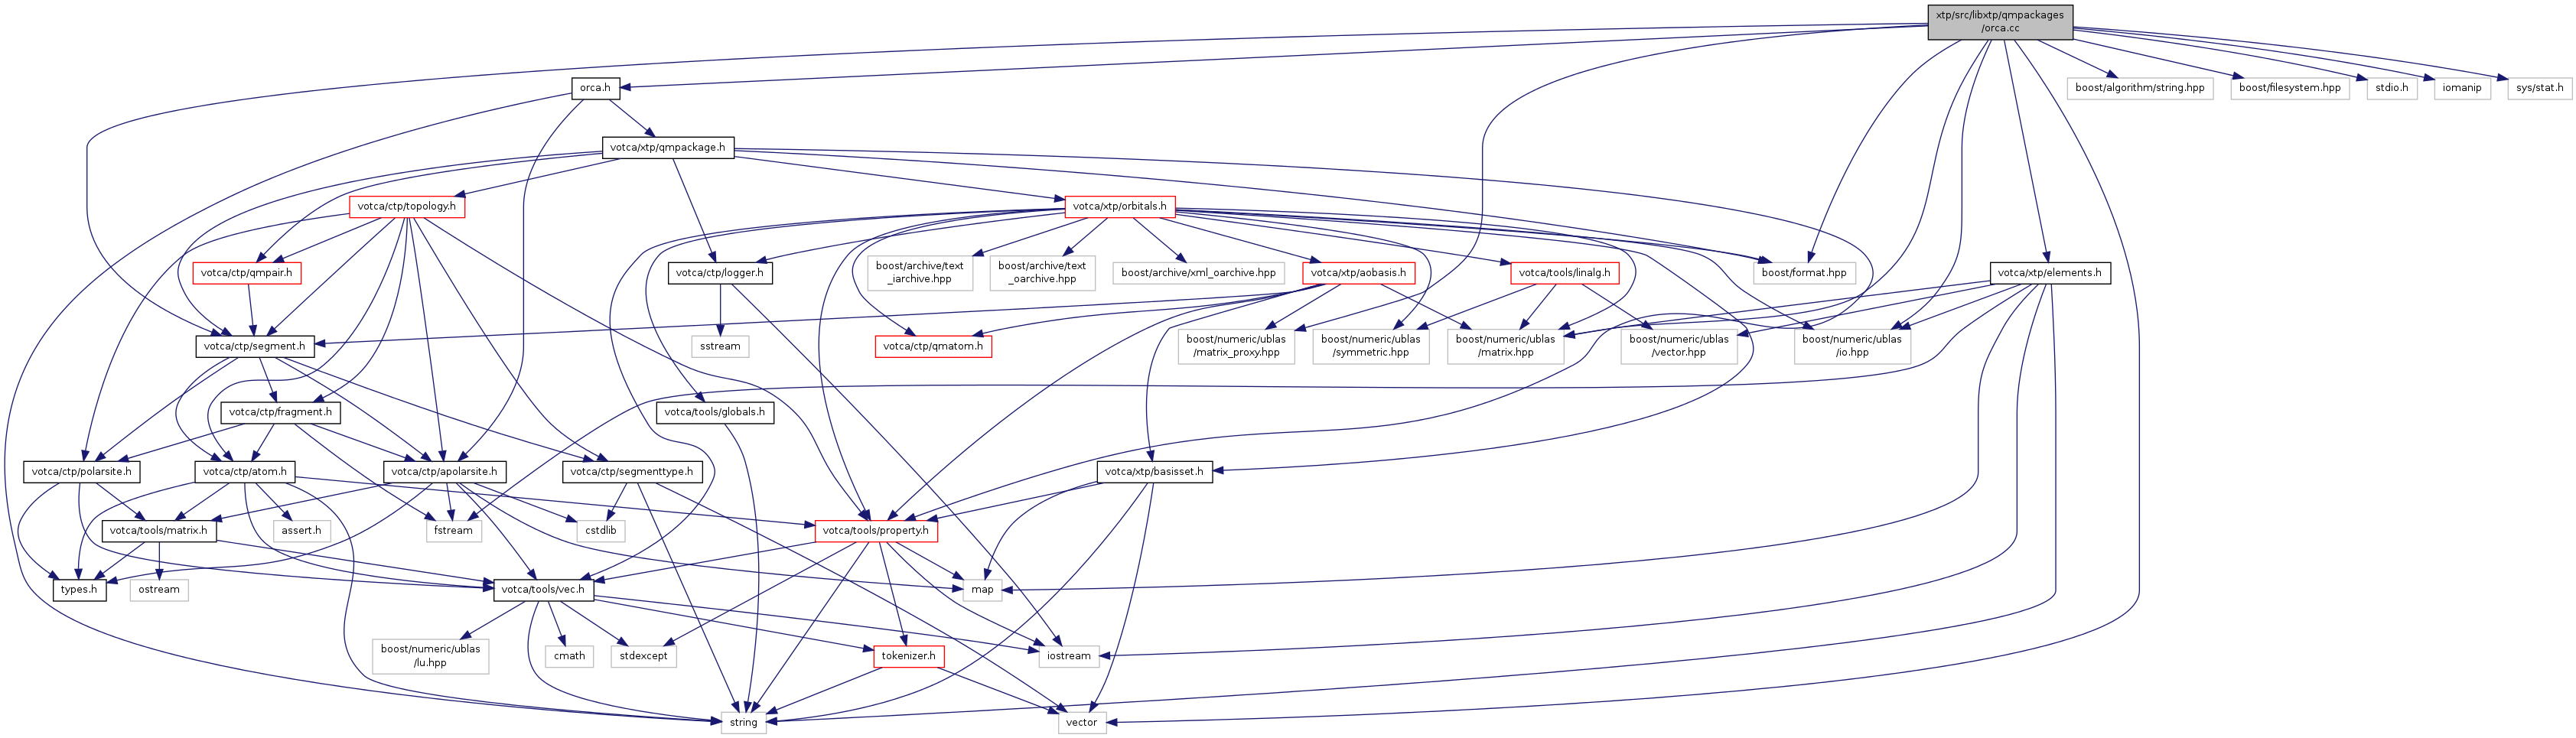 xtp/src/libxtp/qmpackages
/orca.cc
orca.h
boost/algorithm/string.hpp
boost/filesystem.hpp
stdio.h
iomanip
sys/stat.h
votca/xtp/qmpackage.h
votca/ctp/topology.h
votca/xtp/orbitals.h
votca/ctp/qmpair.h
votca/ctp/logger.h
boost/archive/text
_iarchive.hpp
boost/archive/text
_oarchive.hpp
boost/archive/xml_oarchive.hpp
votca/xtp/aobasis.h
votca/tools/linalg.h
boost/format.hpp
votca/xtp/elements.h
votca/ctp/segment.h
sstream
votca/ctp/qmatom.h
boost/numeric/ublas
/matrix_proxy.hpp
boost/numeric/ublas
/symmetric.hpp
boost/numeric/ublas
/matrix.hpp
boost/numeric/ublas
/vector.hpp
boost/numeric/ublas
/io.hpp
votca/ctp/fragment.h
votca/tools/globals.h
votca/ctp/polarsite.h
votca/ctp/atom.h
votca/ctp/apolarsite.h
votca/ctp/segmenttype.h
votca/xtp/basisset.h
votca/tools/matrix.h
assert.h
fstream
cstdlib
votca/tools/property.h
types.h
ostream
votca/tools/vec.h
map
boost/numeric/ublas
/lu.hpp
cmath
stdexcept
tokenizer.h
iostream
string
vector